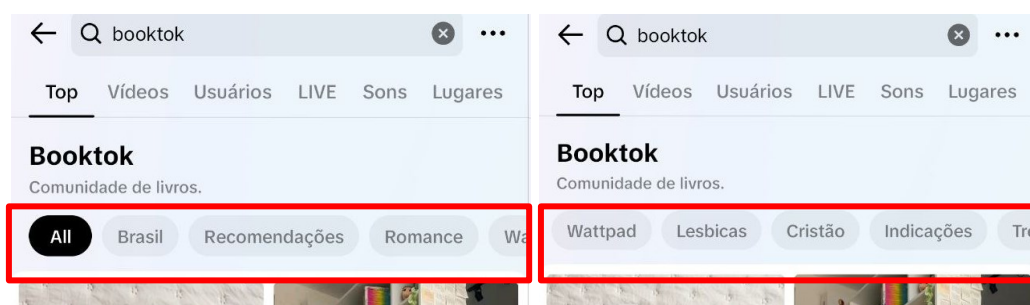 booktok
Top Vídeos Usuários LIVE Sons Lugares
Booktok
Comunidade de livros.
All Brasil Recomendações Romance
booktok
Top Vídeos Usuários LIVE Sons Lugares
Booktok
Comunidade de livros.
Wattpad Lesbicas Cristão Indicações